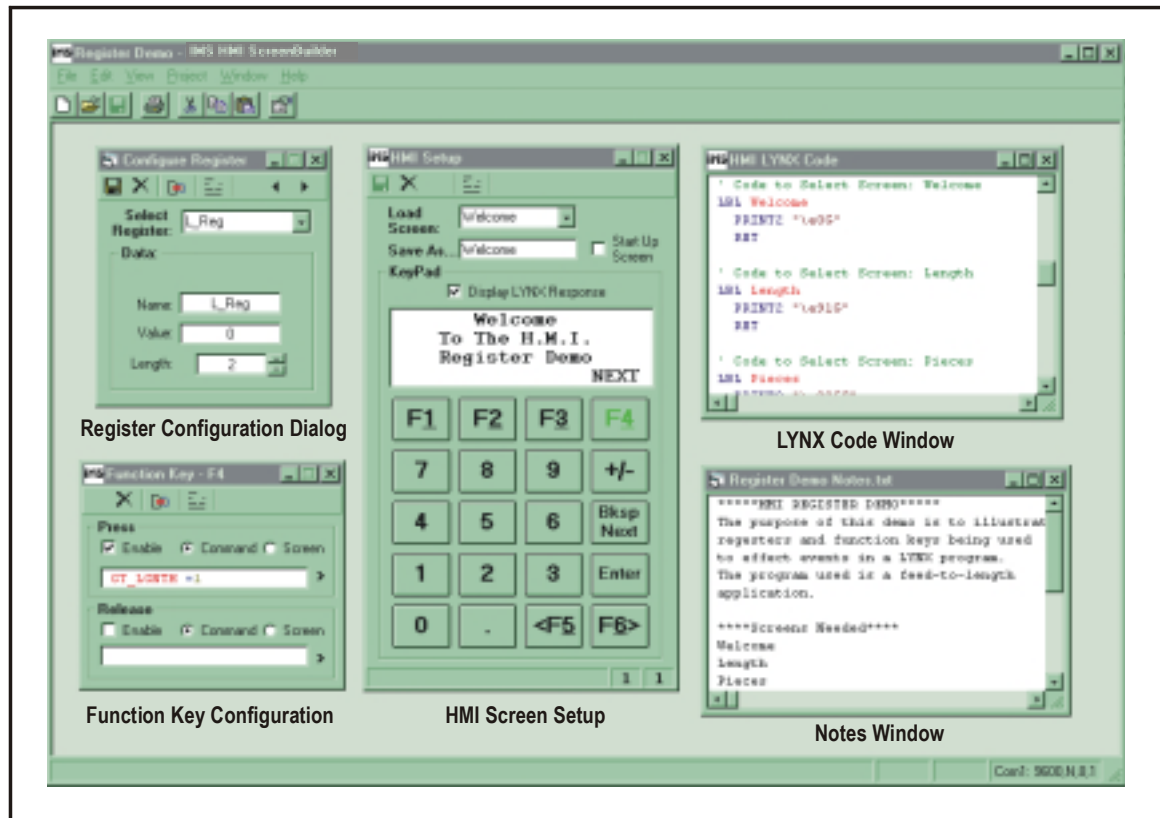 IMS Register Demo - IMS HMI ScreenBuilder
File Edit View Project Window Help
Configure Register
Select Register: L_Reg
Data:
Name: L_Reg
Value: 0
Length: 2
Register Configuration Dialog
IMS Function Key - F4
Press
Enable Command Screen
=1
Release
Enable Command Screen
Function Key Configuration
IMS HMI Setup
Load Screen: Welcome
Save As... Welcome
Start Up Screen
KeyPad
Display LYNX Response
Welcome
To The H.M.I.
Register Demo
NEXT
F1 F2 F3 F4
7 8 9 +/-
4 5 6 Bksp Next
1 2 3 Enter
0 . <F5 F6>
1 1
HMI Screen Setup
IMS HMI LYNX Code
' Code to Select Screen: Welcome
LBL Welcome
PRINT2
RET
' Code to Select Screen: Length
LBL Length
PRINT2
RET
' Code to Select Screen: Pieces
LBL Pieces
LYNX Code Window
Register Demo Notes.txt
*****HMI REGISTER DEMO*****
The purpose of this demo is to illustrat
regesters and function keys being used
to effect events in a LYNX program.
The program used is a feed-to-length
application.
****Screens Needed****
Welcome
Length
Pieces
Notes Window
Com1: 9600,N,8,1